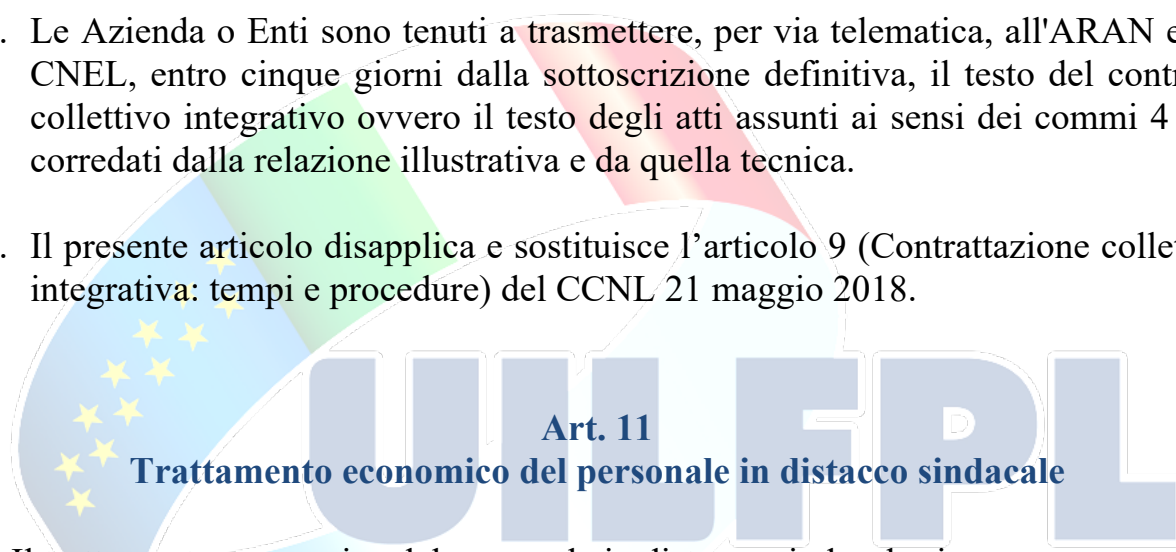 . Le Azienda o Enti sono tenuti a trasmettere, per via telematica, all'ARAN e
CNEL, entro cinque giorni dalla sottoscrizione definitiva, il testo del contr
collettivo integrativo ovvero il testo degli atti assunti ai sensi dei commi 4
corredati dalla relazione illustrativa e da quella tecnica.
. Il presente articolo disapplica e sostituisce l’articolo 9 (Contrattazione colle
integrativa: tempi e procedure) del CCNL 21 maggio 2018.
UILFPL
Art. 11
Trattamento economico del personale in distacco sindacale
Il